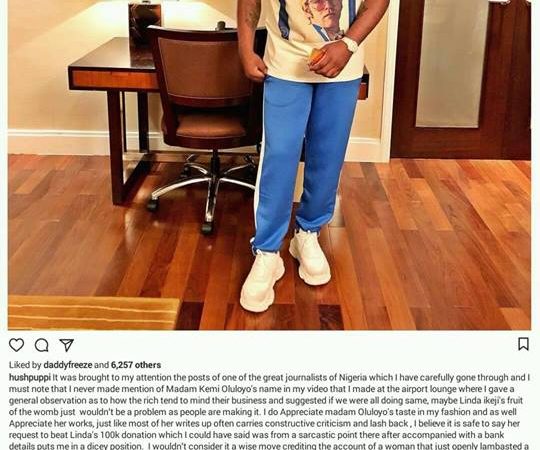 Liked by daddyfreeze and 6,257 others
hushpuppi It was brought to my attention the posts of one of the great journalists of Nigeria which I have carefully gone through and I
must note that I never made mention of Madam Kemi Oluloyo's name in my video that I made at the airport lounge where I gave a
general observation as to how the rich tend to mind their business and suggested if we were all doing same, maybe Linda ikeji's fruit
of the womb just  wouldn't be a problem as people are making it. I do Appreciate madam Oluloyo's taste in my fashion and as well
Appreciate her works, just like most of her writes up often carries constructive criticism and lash back , I believe it is safe to say her
request to beat Linda's 100k donation which I could have said was from a sarcastic point there after accompanied with a bank
details puts me in a dicey position.  I wouldn't consider it a wise move crediting the account of a woman that just openly lambasted a